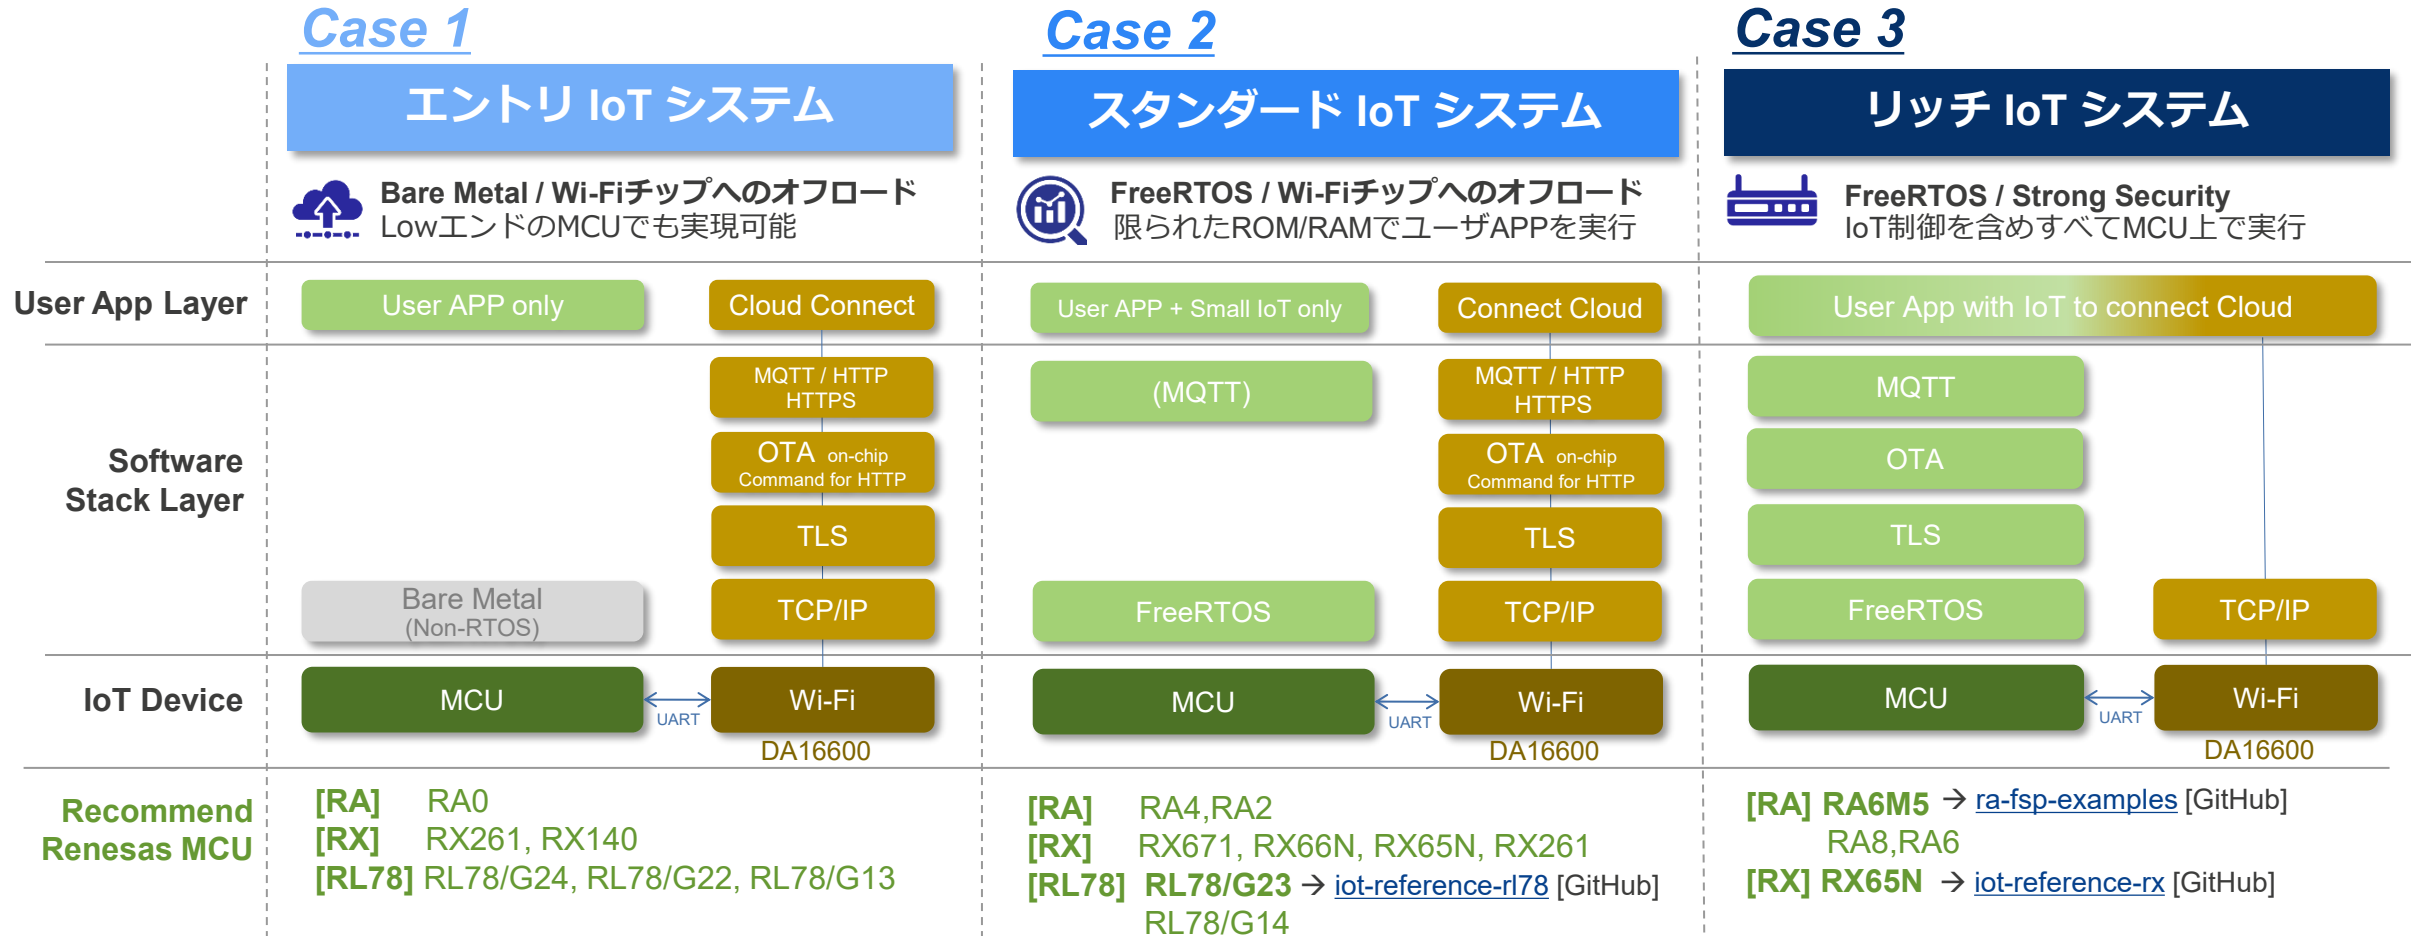 Case 1
Case 2
Case 3
エントリ IoT システム
スタンダード IoT システム
リッチ IoT システム
Bare Metal / Wi-Fiチップへのオフロード
LowエンドのMCUでも実現可能
FreeRTOS / Wi-Fiチップへのオフロード
限られたROM/RAMでユーザAPPを実行
FreeRTOS / Strong Security
IoT制御を含めすべてMCU上で実行
User App Layer
User APP only
Cloud Connect
User APP + Small IoT only
Connect Cloud
User App with IoT to connect Cloud
Software
Stack Layer
MQTT / HTTP
HTTPS
OTA on-chip
Command for HTTP
TLS
Bare Metal
(Non-RTOS)
TCP/IP
(MQTT)
MQTT / HTTP
HTTPS
OTA on-chip
Command for HTTP
TLS
FreeRTOS
TCP/IP
MQTT
OTA
TLS
FreeRTOS
TCP/IP
IoT Device
MCU
UART
Wi-Fi
DA16600
MCU
UART
Wi-Fi
DA16600
MCU
UART
Wi-Fi
DA16600
Recommend
Renesas MCU
[RA] RA0
[RX] RX261, RX140
[RL78] RL78/G24, RL78/G22, RL78/G13
[RA] RA4,RA2
[RX] RX671, RX66N, RX65N, RX261
[RL78] RL78/G23 → iot-reference-rl78 [GitHub]
RL78/G14
[RA] RA6M5 → ra-fsp-examples [GitHub]
RA8,RA6
[RX] RX65N → iot-reference-rx [GitHub]